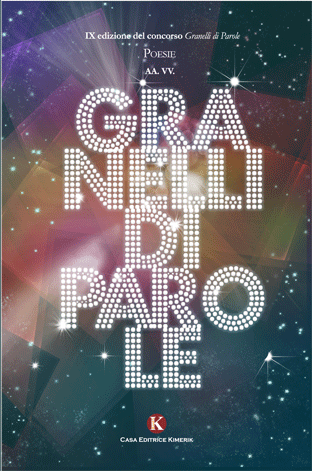 IX edizione del concorso Granelli di Parole
POESIE
AA. VV.
GRA
NELLI
DI
PARO
LE
K
CASA EDITRICE KIMERIK